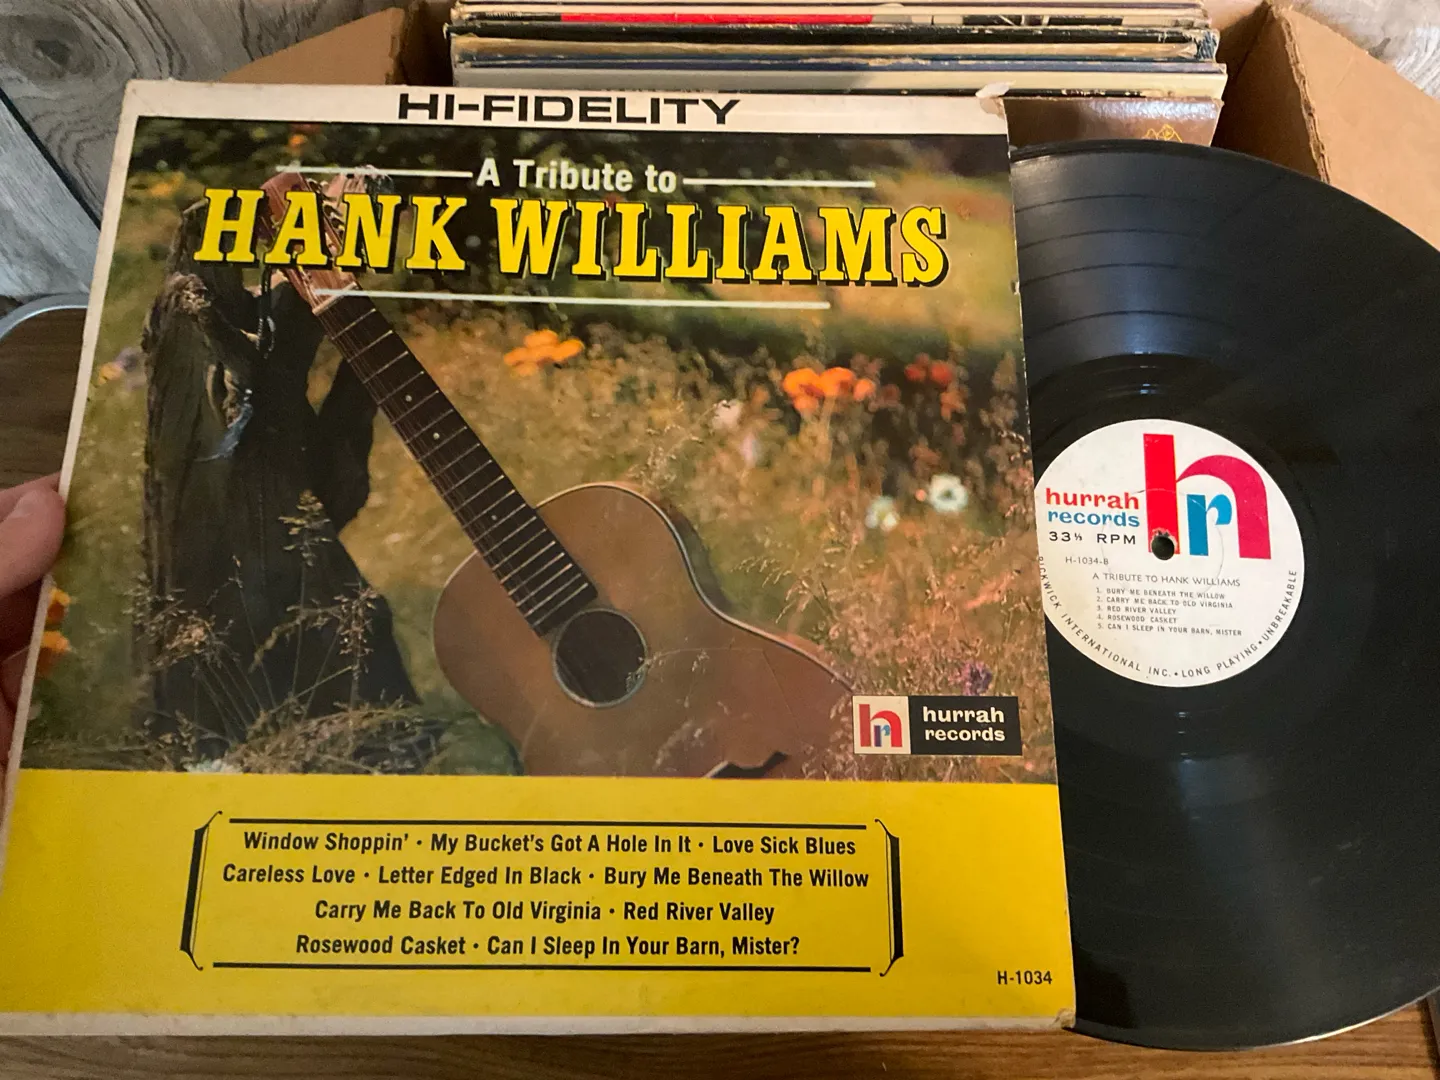 HI-FIDELITY
A Tribute to
HANK WILLIAMS
hurrah
records
Window Shoppin' • My Bucket's Got A Hole In It • Love Sick Blues
Careless Love • Letter Edged In Black • Bury Me Beneath The Willow
Carry Me Back To Old Virginia • Red River Valley
Rosewood Casket • Can I Sleep In Your Barn, Mister?
H-1034
hr
hurrah
records
33⅓ RPM
hr
H-1034-B
A TRIBUTE TO HANK WILLIAMS
1. BURY ME BENEATH THE WILLOW
2. CARRY ME BACK TO OLD VIRGINIA
3. RED RIVER VALLEY
4. ROSEWOOD CASKET
5. CAN I SLEEP IN YOUR BARN, MISTER
PICKWICK INTERNATIONAL INC. • LONG PLAYING • UNBREAKABLE